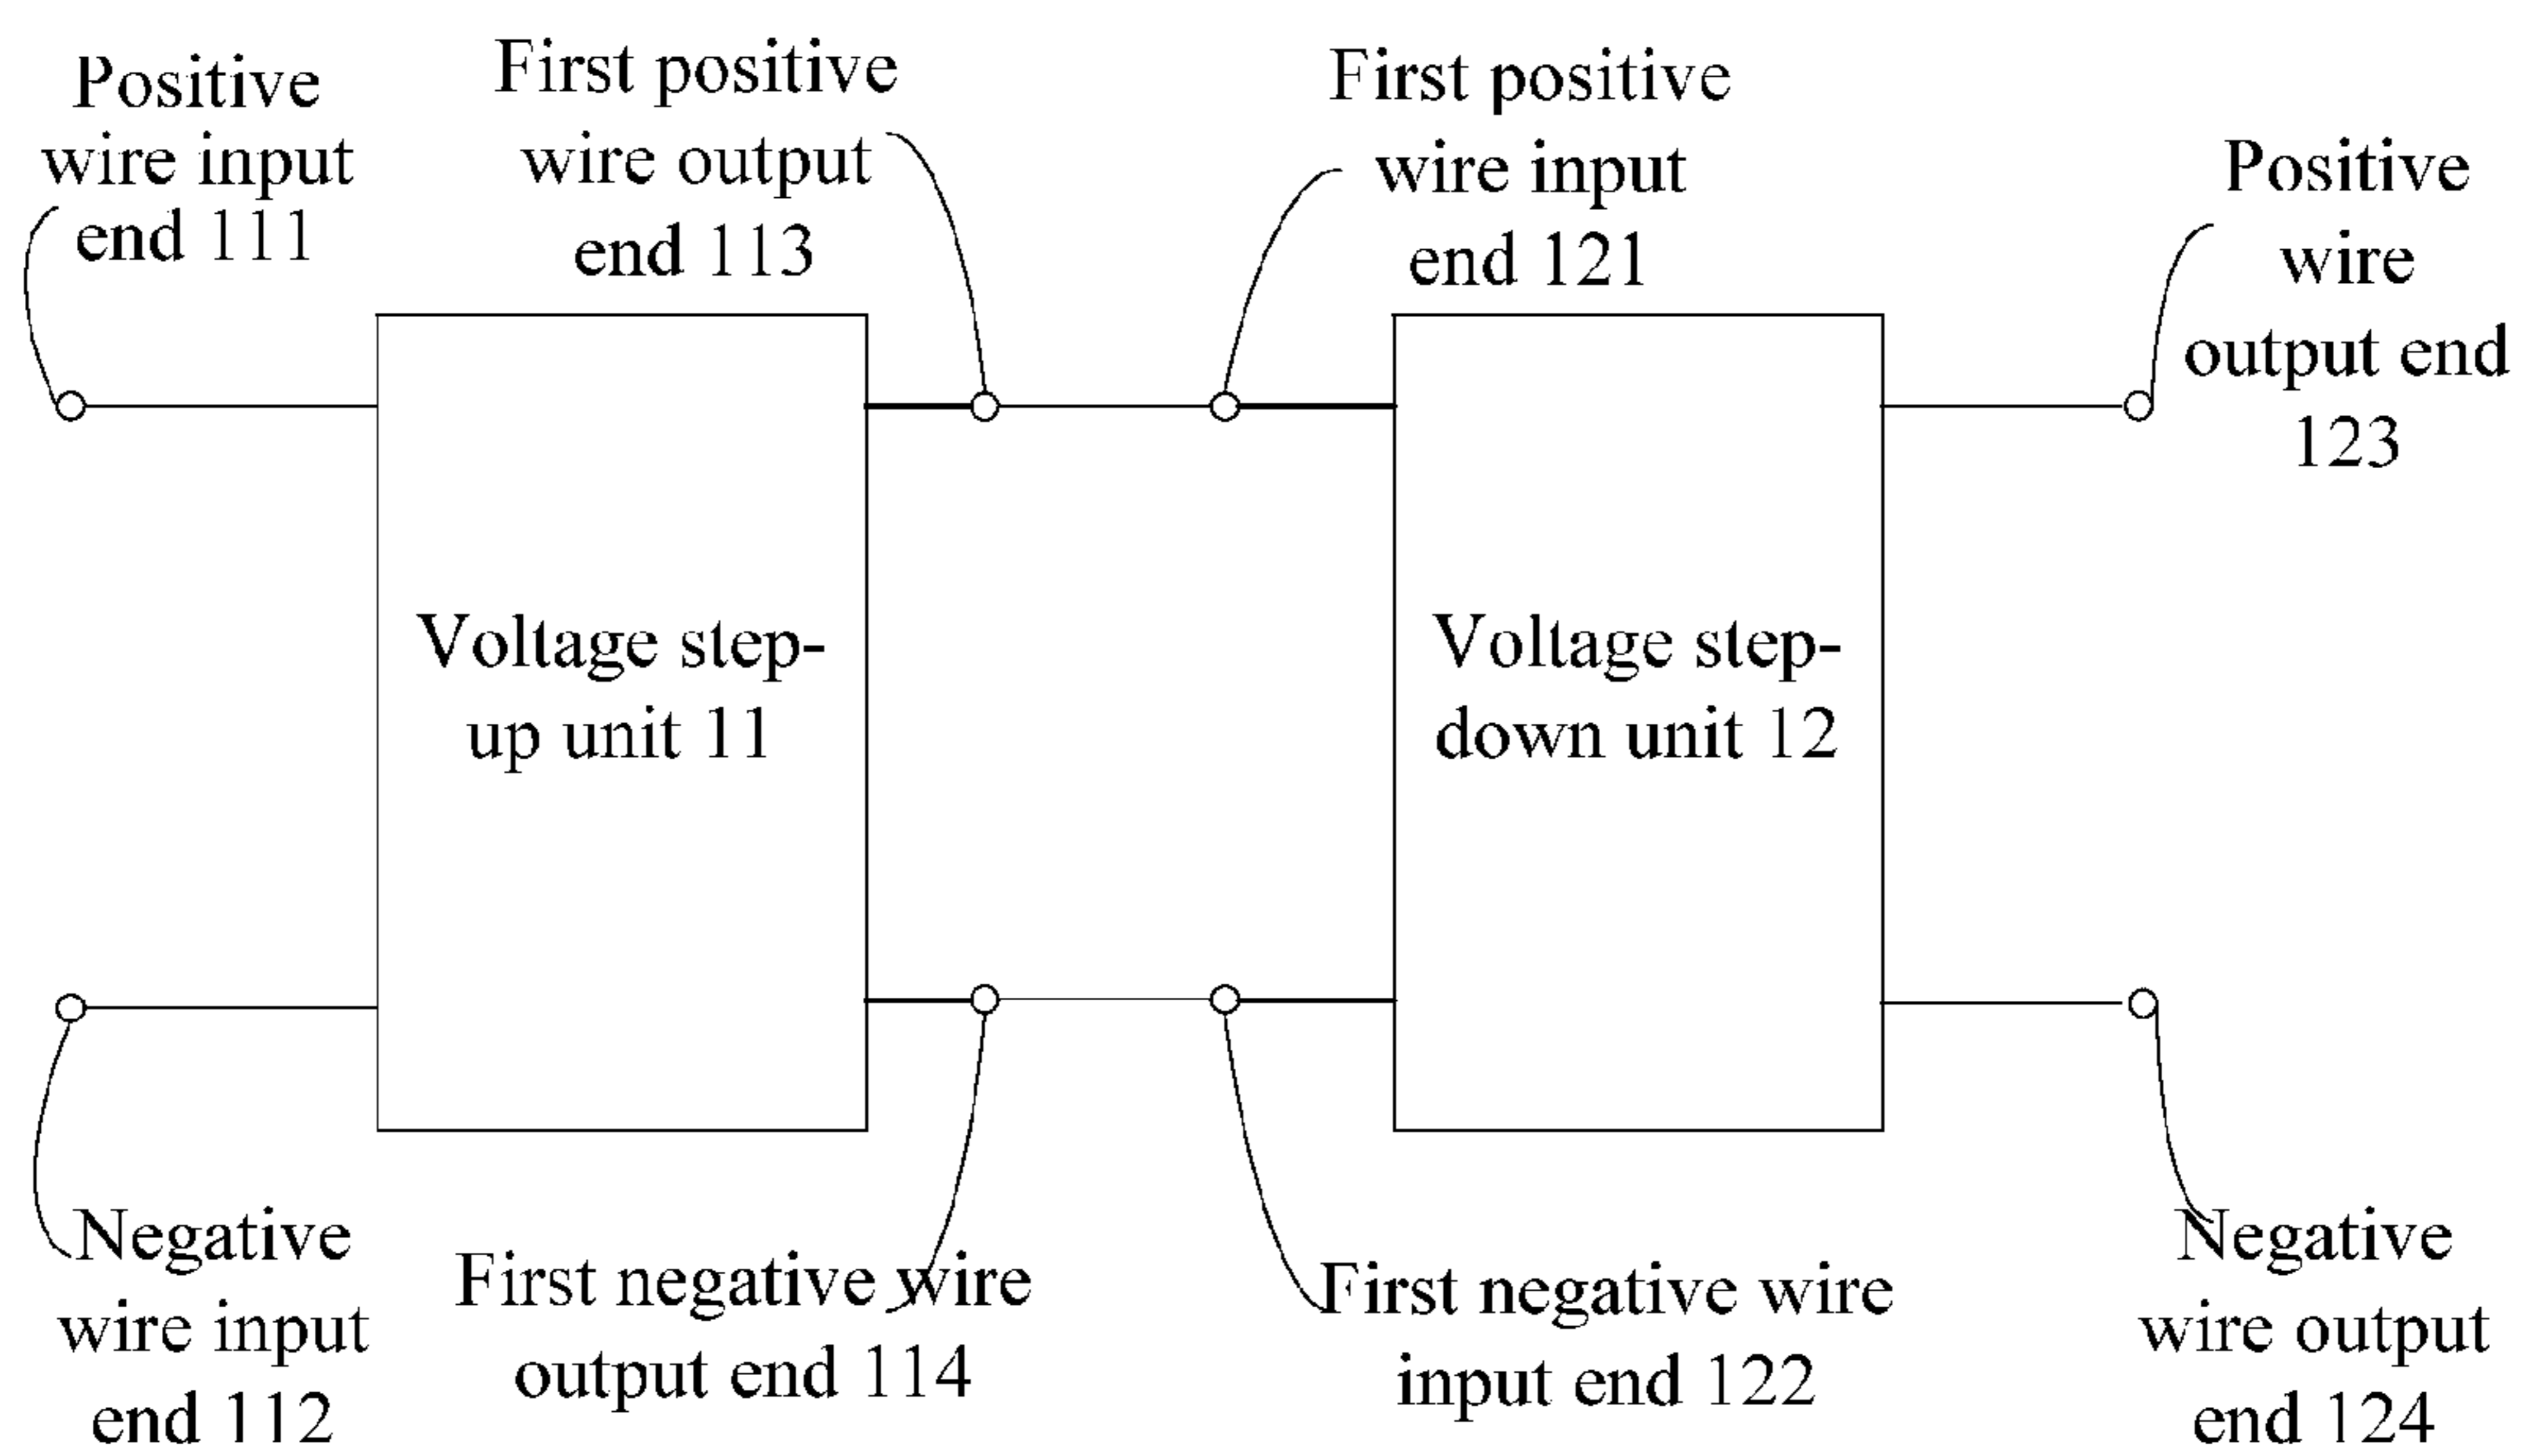 Positive
wire input
end 111
First positive
wire output
end 113
First positive
wire input
end 121
Positive
wire
output end
123
Voltage step-
up unit 11
Voltage step-
down unit 12
Negative
wire input
end 112
First negative wire
output end 114
First negative wire
input end 122
Negative
wire output
end 124